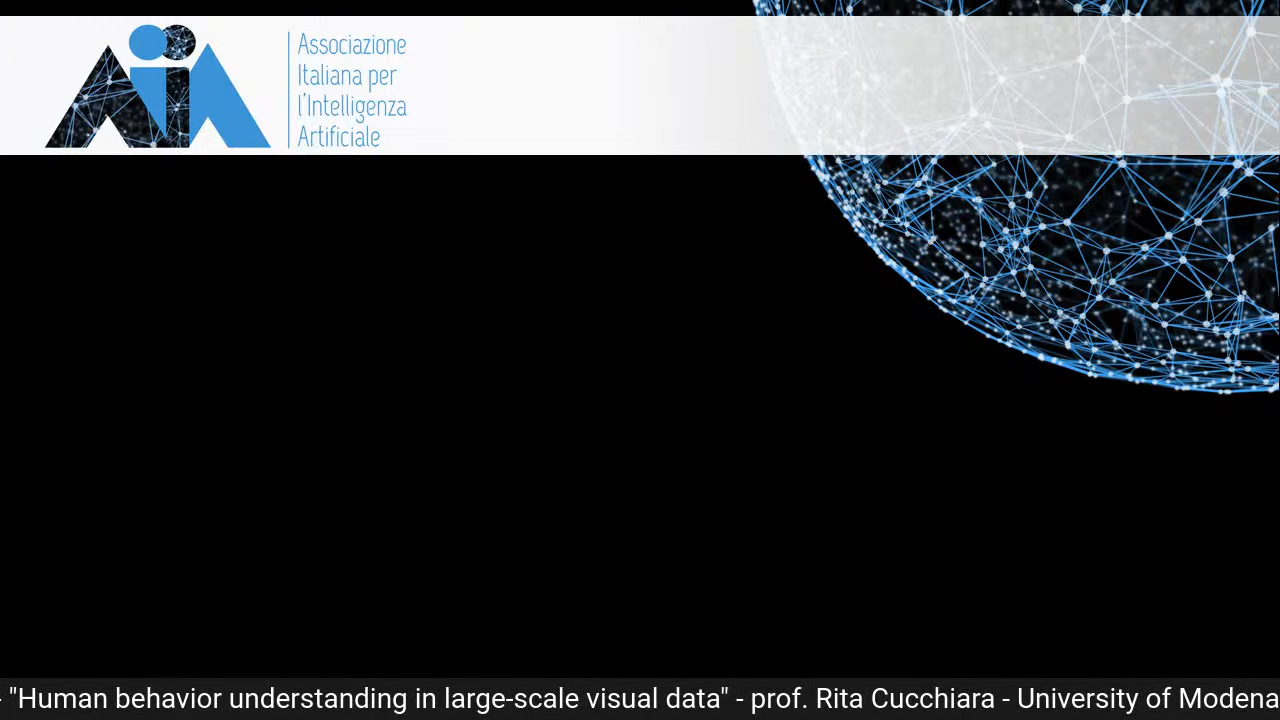 AIIA
Associazione
Italiana per
l'Intelligenza
Artificiale
- "Human behavior understanding in large-scale visual data" - prof. Rita Cucchiara - University of Modena